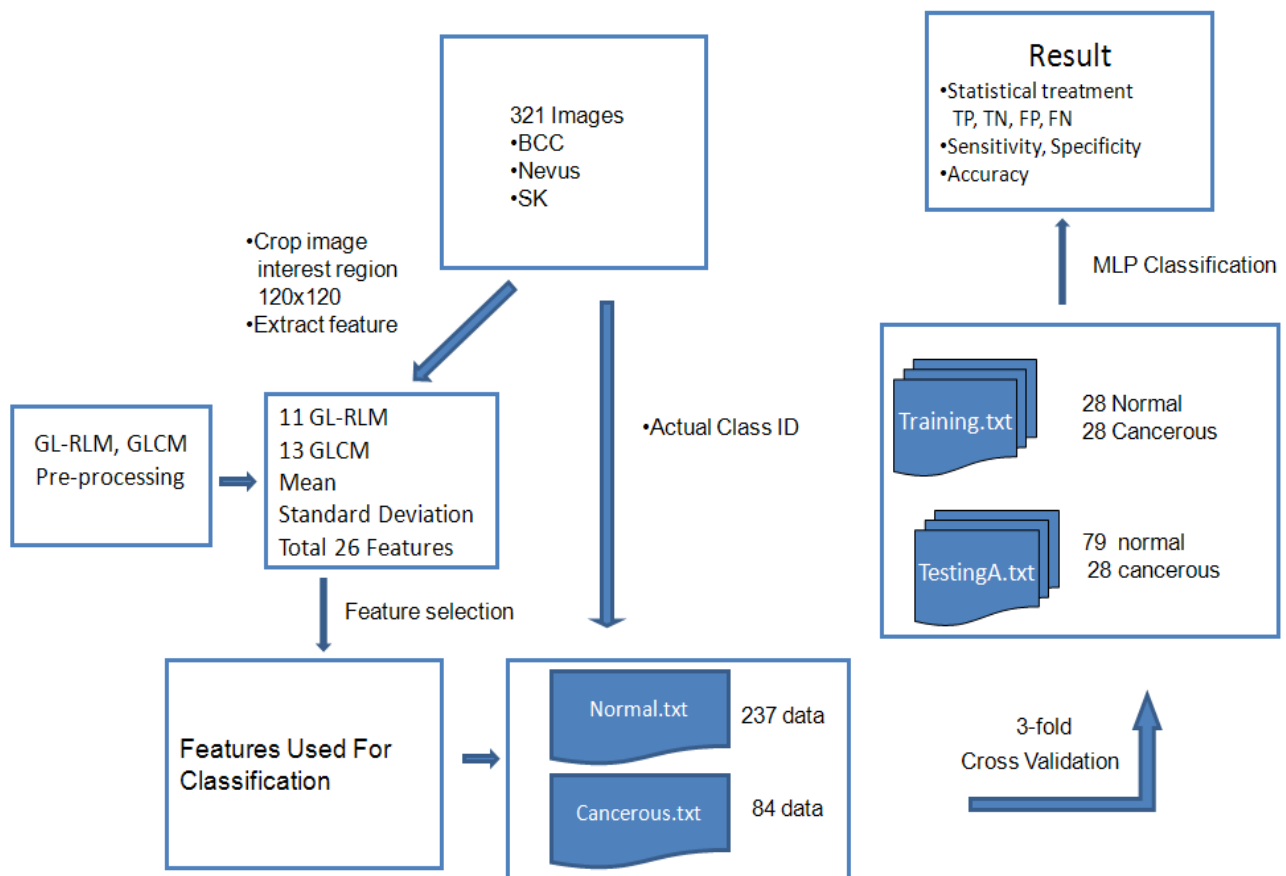 321 Images
•BCC
•Nevus
•SK
•Crop image
interest region
120x120
•Extract feature
GL-RLM, GLCM
Pre-processing
11 GL-RLM
13 GLCM
Mean
Standard Deviation
Total 26 Features
•Actual Class ID
Feature selection
Features Used For
Classification
Normal.txt
237 data
Cancerous.txt
84 data
3-fold
Cross Validation
Training.txt
28 Normal
28 Cancerous
TestingA.txt
79 normal
28 cancerous
MLP Classification
Result
•Statistical treatment
TP, TN, FP, FN
•Sensitivity, Specificity
•Accuracy